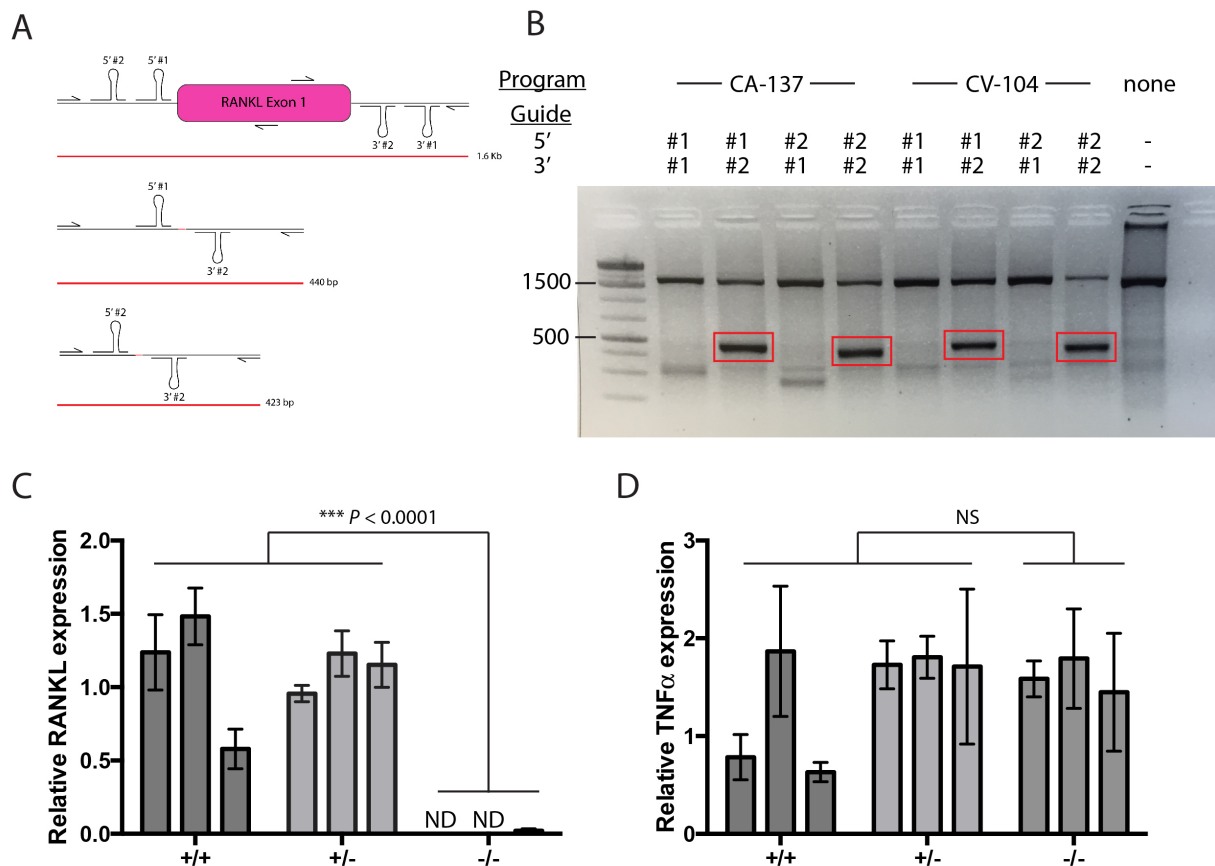 A
5' #2
5' #1
RANKL Exon 1
3' #2
3' #1
1.6 Kb
5' #1
3' #2
440 bp
5' #2
3' #2
423 bp
B
Program
CA-137
CV-104
none
Guide
5'
#1 #1 #2 #2 #1 #1 #2 #2 -
3'
#1 #2 #1 #2 #1 #2 #1 #2 -
1500
500
C
*** P < 0.0001
Relative RANKL expression
2.0
1.5
1.0
0.5
0.0
ND ND
+/+ +/- -/-
D
NS
Relative TNFα expression
3
2
1
0
+/+ +/- -/-